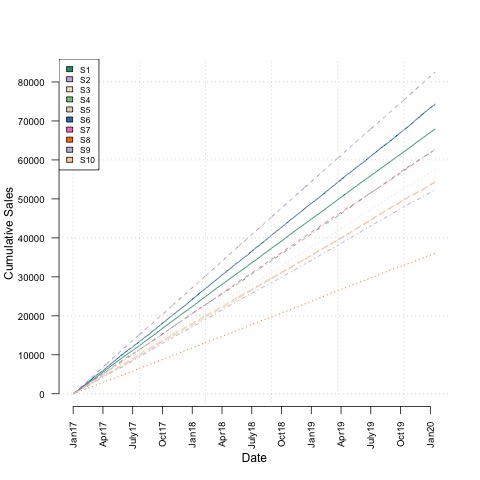 S1
S2
S3
S4
S5
S6
S7
S8
S9
S10
80000
70000
60000
50000
40000
30000
20000
10000
0
Cumulative Sales
Jan17 Apr17 July17 Oct17 Jan18 Apr18 July18 Oct18 Jan19 Apr19 July19 Oct19 Jan20
Date